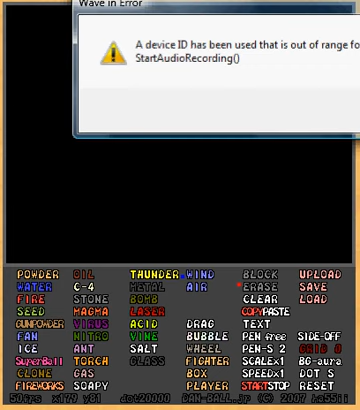 Wave in Error
A device ID has been used that is out of range fo
StartAudioRecording()
POWDER OIL THUNDER WIND BLOCK UPLOAD
WATER C-4 METAL AIR *ERASE SAVE
FIRE STONE BOMB CLEAR LOAD
SEED MAGMA LASER COPYPASTE
GUNPOWDER VIRUS ACID DRAG TEXT
FAN NITRO VINE BUBBLE PEN free SIDE-OFF
ICE ANT SALT WHEEL PEN-S 2 GRID 0
SuperBall TORCH GLASS FIGHTER SCALEx1 BG-aura
CLONE GAS BOX SPEEDx1 DOT S
FIREWORKS SOAPY PLAYER STARTSTOP RESET
50fps x179 y81 dot20000 DAN-BALL.jp (C) 2007 ha55ii